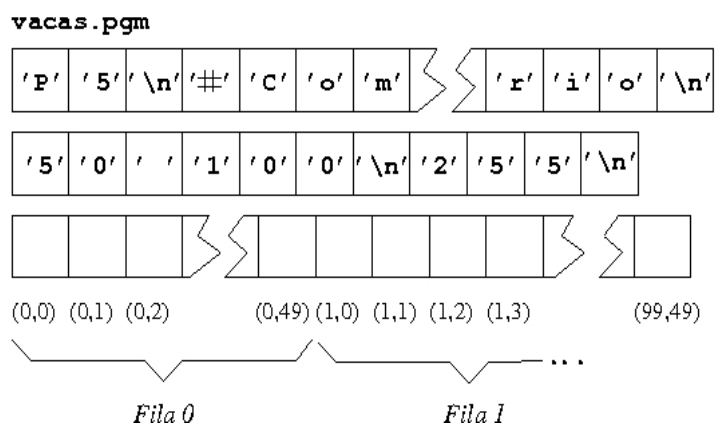 vacas.pgm
'P' '5' '\n' '#' 'C' 'o' 'm' 'r' 'i' 'o' '\n'
'5' '0' ' ' '1' '0' '0' '\n' '2' '5' '5' '\n'
(0,0) (0,1) (0,2) (0,49) (1,0) (1,1) (1,2) (1,3) (99,49)
...
Fila 0 Fila 1